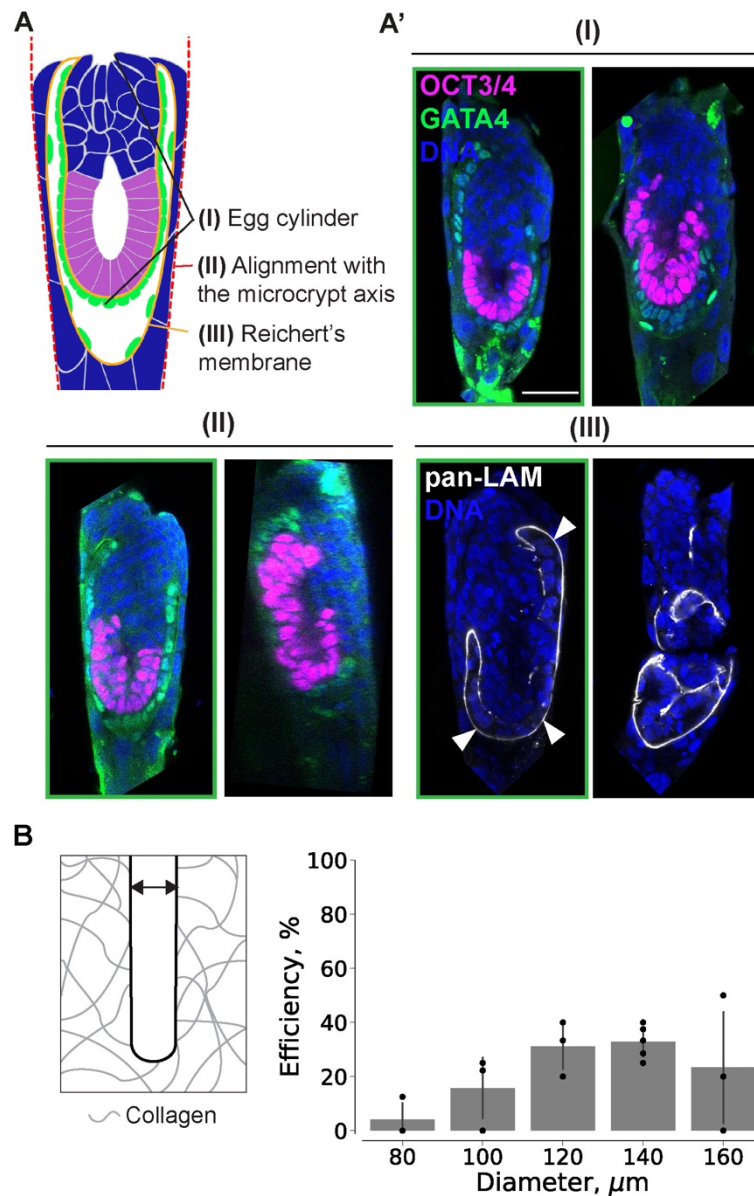 A
(I) Egg cylinder
(II) Alignment with
the microcrypt axis
(III) Reichert's
membrane
A'
(I)
OCT3/4
GATA4
DNA
(II)
(III)
pan-LAM
DNA
B
Collagen
Efficiency, %
100
80
60
40
20
0
80
100
120
140
160
Diameter, μm